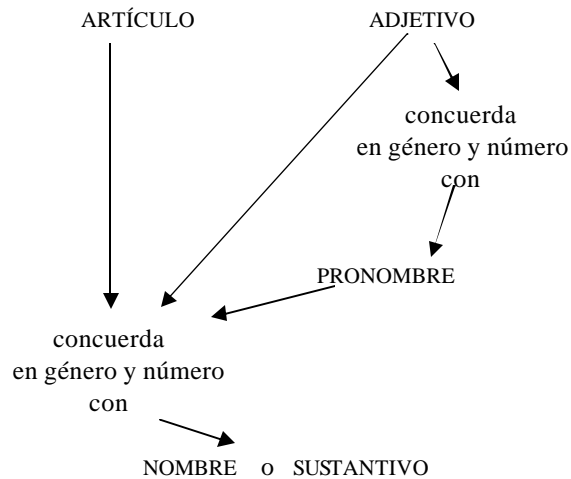 ARTÍCULO ADJETIVO
concuerda
en género y número
con
PRONOMBRE
concuerda
en género y número
con
NOMBRE o SUSTANTIVO